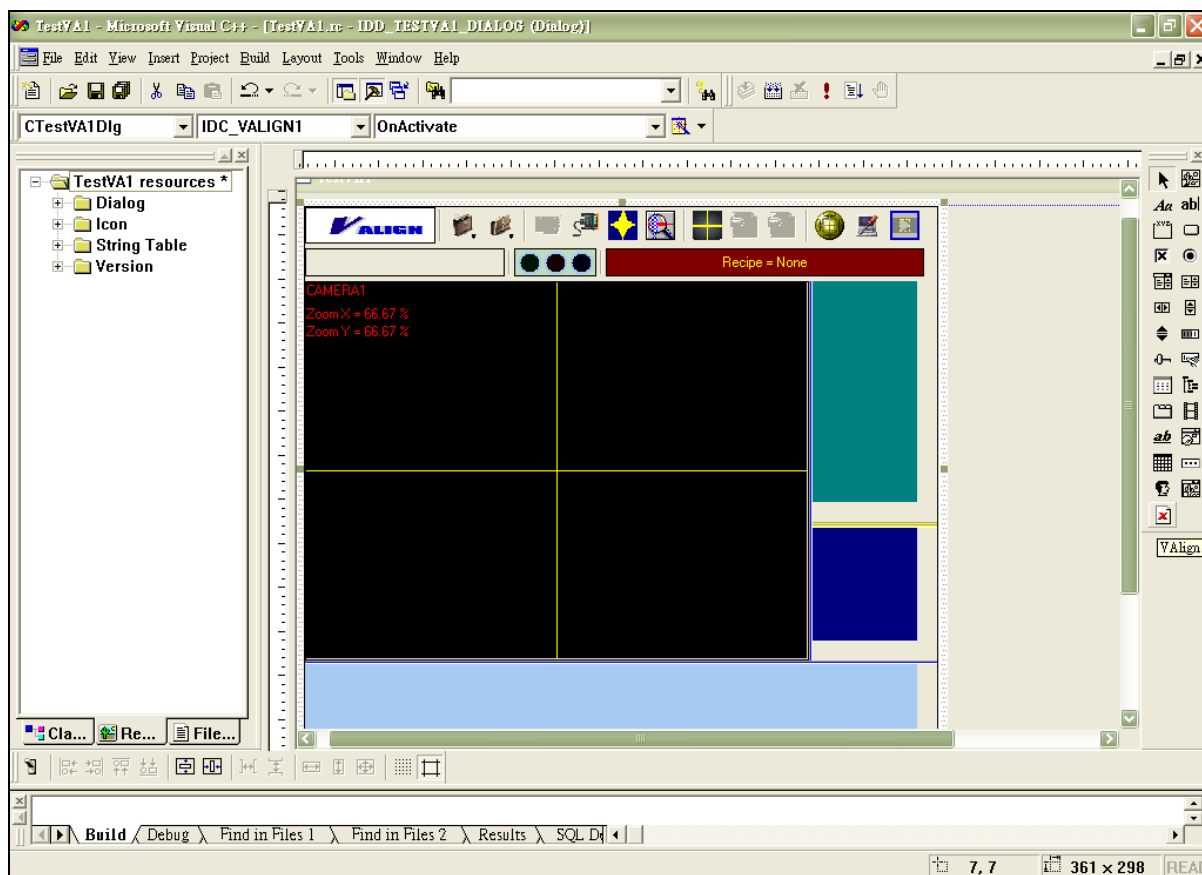 TestVA1 - Microsoft Visual C++ - [TestVA1.rc - IDD_TESTVA1_DIALOG (Dialog)]
File Edit View Insert Project Build Layout Tools Window Help
CTestVA1Dlg IDC_VALIGN1 OnActivate
TestVA1 resources *
Dialog
Icon
String Table
Version
VALIGN
Recipe = None
CAMERA1
Zoom X = 66.67 %
Zoom Y = 66.67 %
Aa ab|
XYZ
ab
VAlign
Cla... Re... File...
Build Debug Find in Files 1 Find in Files 2 Results
SQL
7, 7 361 x 298